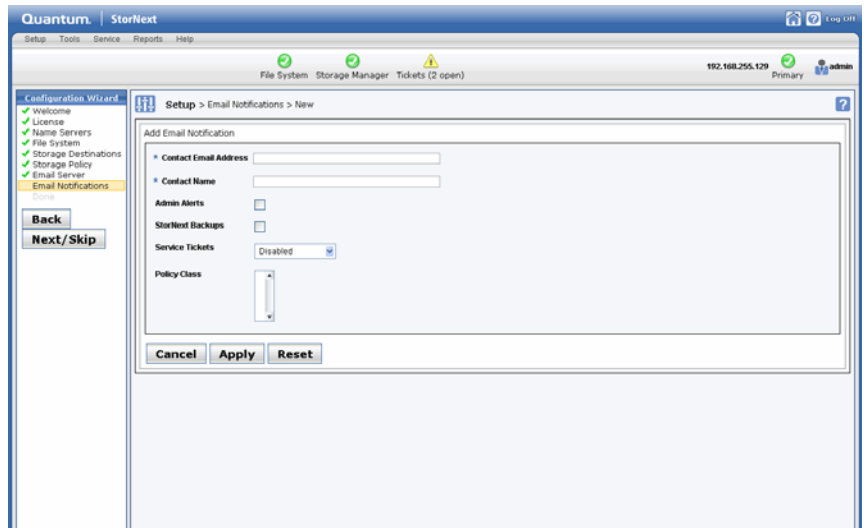 Quantum. | StorNext
Log Off
Setup Tools Service Reports Help
File System Storage Manager Tickets (2 open)
192.168.255.129 Primary admin
Configuration Wizard
Welcome
License
Name Servers
File System
Storage Destinations
Storage Policy
Email Server
Email Notifications
Done
Back
Next/Skip
Setup > Email Notifications > New
?
Add Email Notification
* Contact Email Address
* Contact Name
Admin Alerts
StorNext Backups
Service Tickets Disabled
Policy Class
Cancel Apply Reset